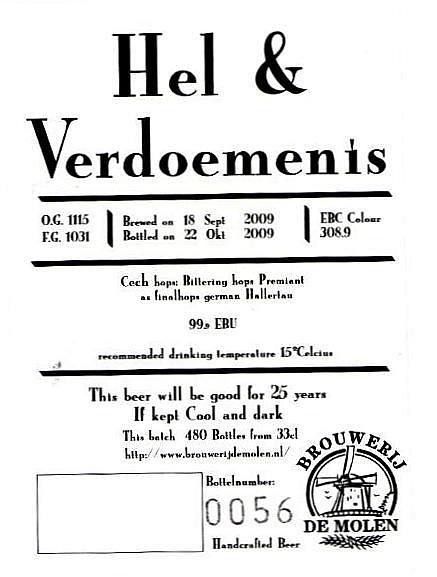 Hel &
Verdoemenis
O.G. 1115
F.G. 1031
Brewed on 18 Sept 2009
Bottled on 22 Okt 2009
EBC Colour
308.9
Cech hops: Bittering hops Premiant
as finalhops german Hallertau
99,9 EBU
recommended drinking temperature 15°Celcius
This beer will be good for 25 years
If kept Cool and dark
This batch 480 Bottles from 33cl
http://www.brouwerijdemolen.nl/
Bottelnumber:
0056
Handcrafted Beer
BROUWERIJ
DE MOLEN